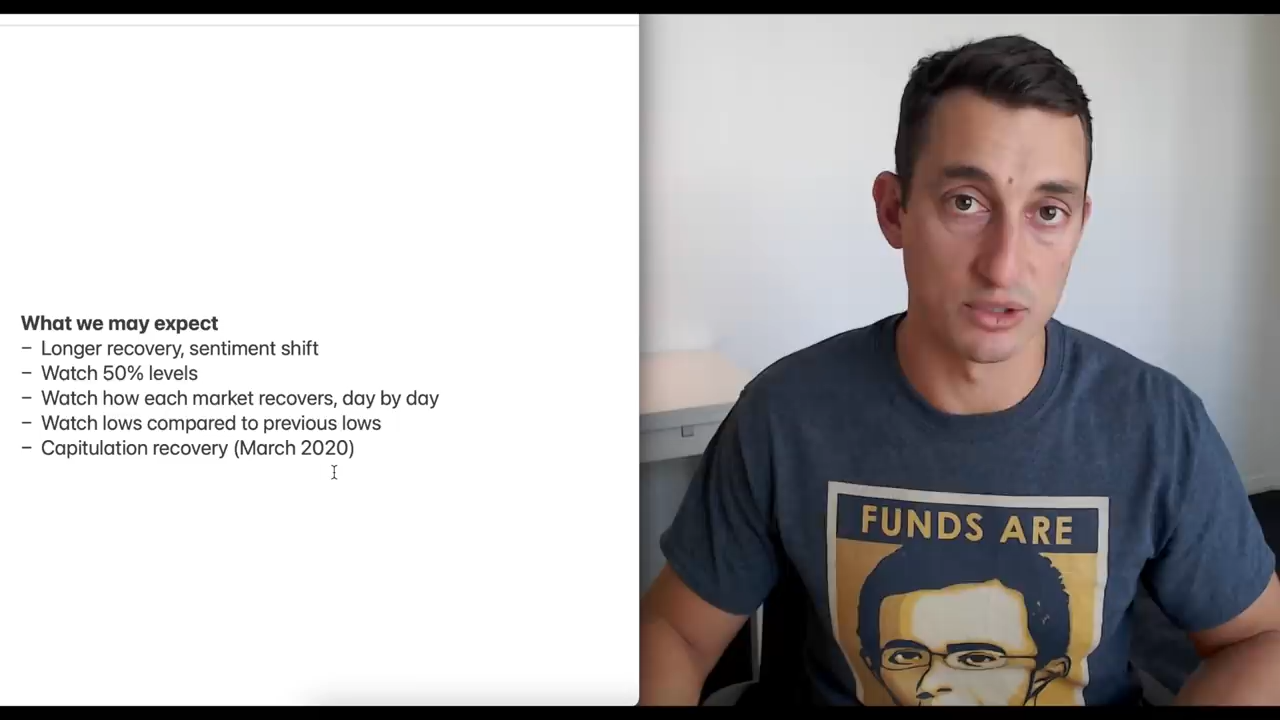 What we may expect
– Longer recovery, sentiment shift
– Watch 50% levels
– Watch how each market recovers, day by day
– Watch lows compared to previous lows
– Capitulation recovery (March 2020)
FUNDS ARE